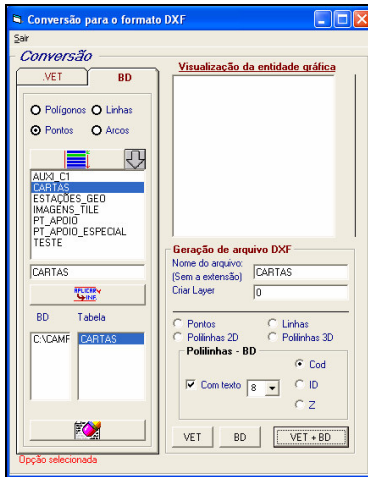 Conversão para o formato DXF
Sair
Conversão
.VET
BD
Polígonos
Linhas
Pontos
Arcos
AUXI_C1
CARTAS
ESTAÇÕES_GEO
IMAGENS_TILE
PT_APOIO
PT_APOIO_ESPECIAL
TESTE
CARTAS
APLICAR
INF.
BD
Tabela
C:\CAMF
CARTAS
Opção selecionada
Visualização da entidade gráfica
Geração de arquivo DXF
Nome do arquivo:
(Sem a extensão)
CARTAS
Criar Layer
0
Pontos
Linhas
Polilinhas 2D
Polilinhas 3D
Polilinhas - BD
Cod
Com texto
8
ID
Z
VET
BD
VET + BD